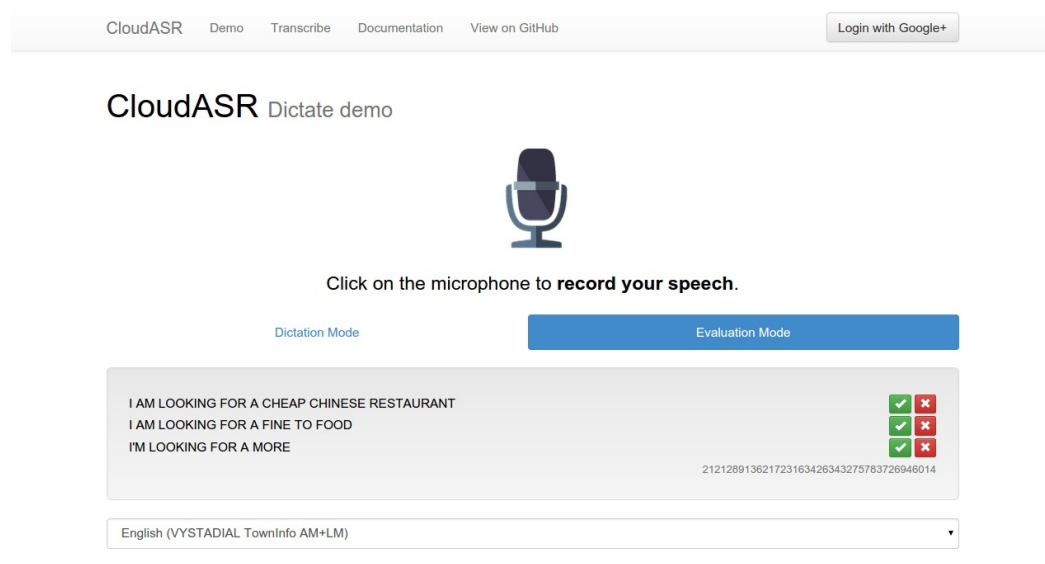 CloudASR Demo Transcribe Documentation View on GitHub Login with Google+
CloudASR Dictate demo
Click on the microphone to record your speech.
Dictation Mode Evaluation Mode
I AM LOOKING FOR A CHEAP CHINESE RESTAURANT
I AM LOOKING FOR A FINE TO FOOD
I'M LOOKING FOR A MORE
212128913621723163426343275783726946014
English (VYSTADIAL TownInfo AM+LM)